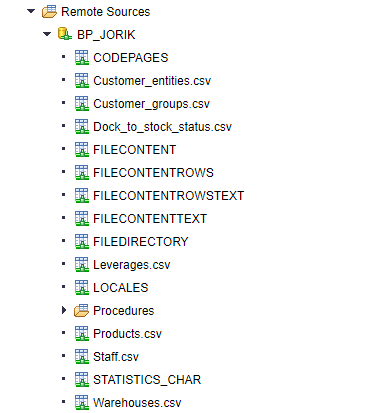 Remote Sources
BP_JORIK
CODEPAGES
Customer_entities.csv
Customer_groups.csv
Dock_to_stock_status.csv
FILECONTENT
FILECONTENTROWS
FILECONTENTROWSTEXT
FILECONTENTTEXT
FILEDIRECTORY
Leverages.csv
LOCALES
Procedures
Products.csv
Staff.csv
STATISTICS_CHAR
Warehouses.csv